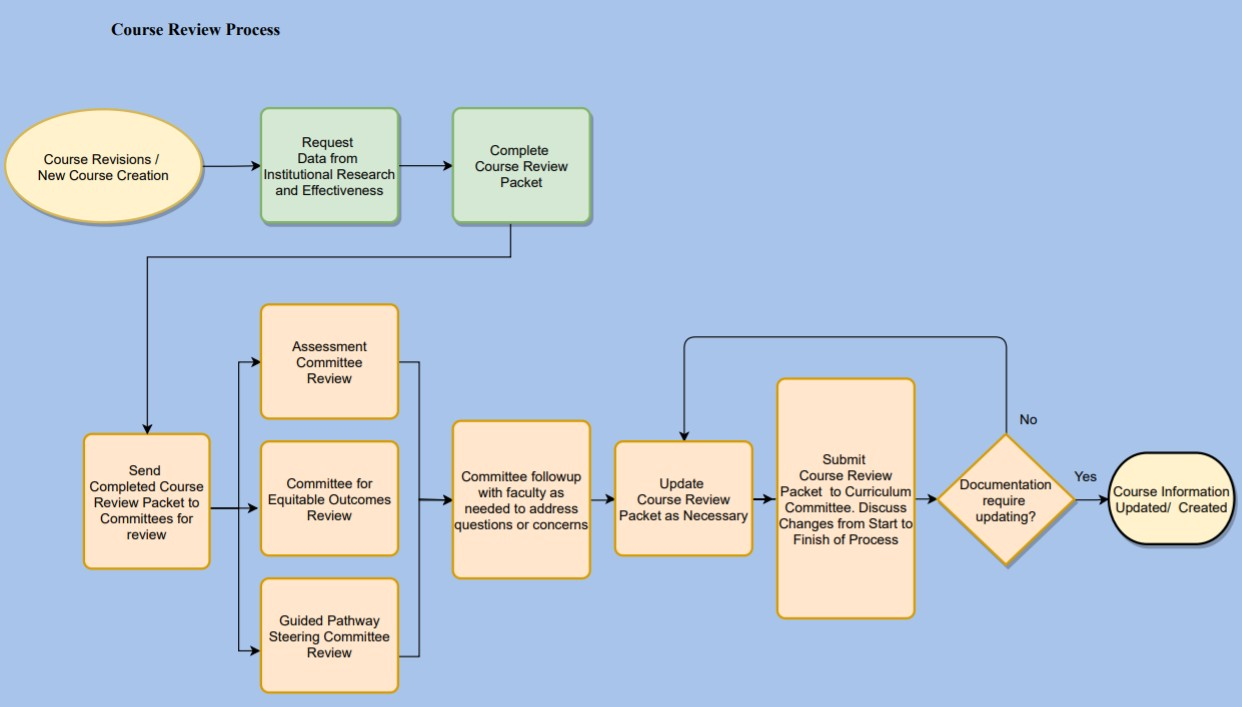 Course Review Process
Course Revisions /
New Course Creation
Request
Data from
Institutional Research
and Effectiveness
Complete
Course Review
Packet
Send
Completed Course
Review Packet to
Committees for
review
Assessment
Committee
Review
Committee for
Equitable Outcomes
Review
Guided Pathway
Steering Committee
Review
Committee followup
with faculty as
needed to address
questions or concerns
Update
Course Review
Packet as Necessary
Submit
Course Review
Packet to Curriculum
Committee. Discuss
Changes from Start to
Finish of Process
Documentation
require
updating?
No
Yes
Course Information
Updated/ Created